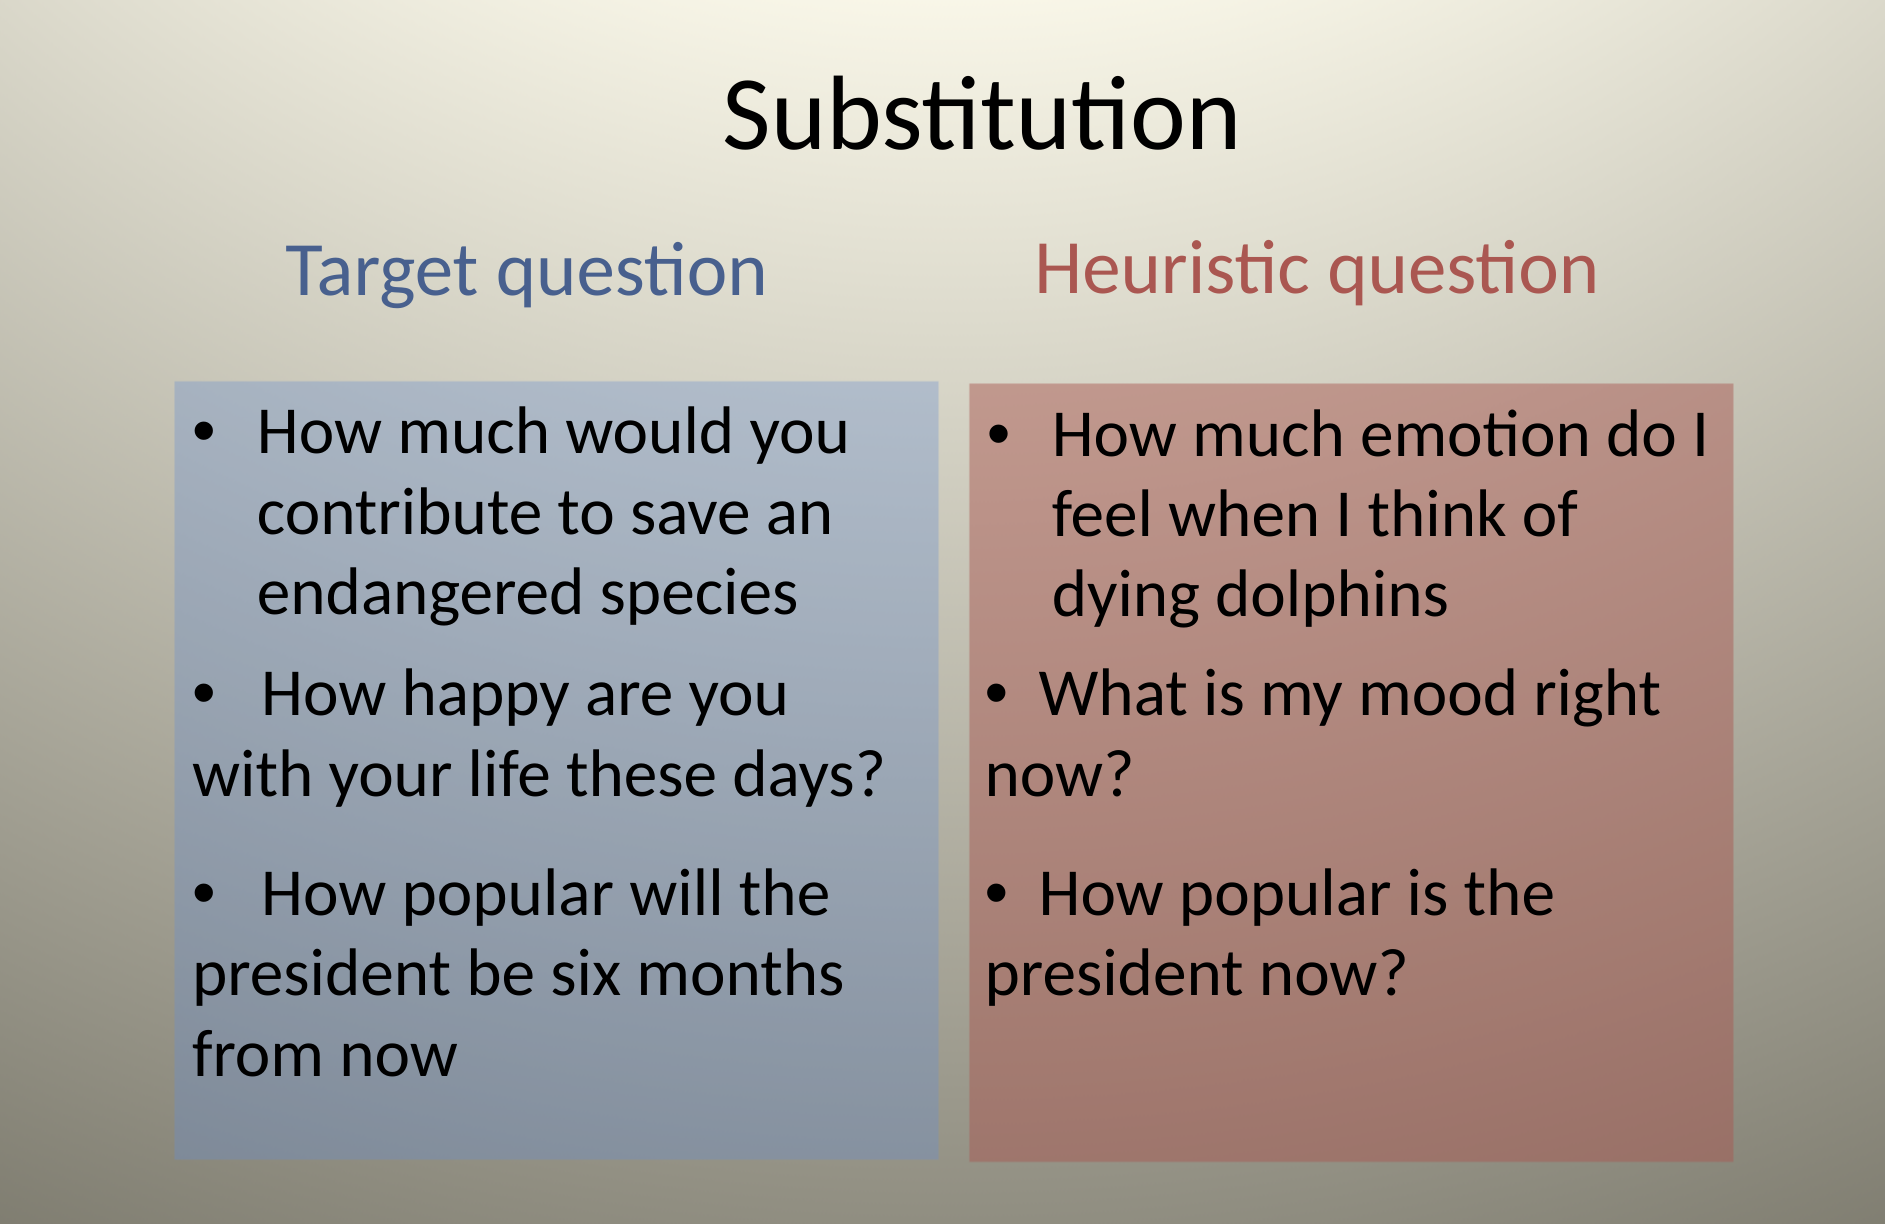 Substitution
Target question
Heuristic question
• How much would you
contribute to save an
endangered species
• How happy are you
with your life these days?
• How popular will the
president be six months
from now
• How much emotion do I
feel when I think of
dying dolphins
• What is my mood right
now?
• How popular is the
president now?